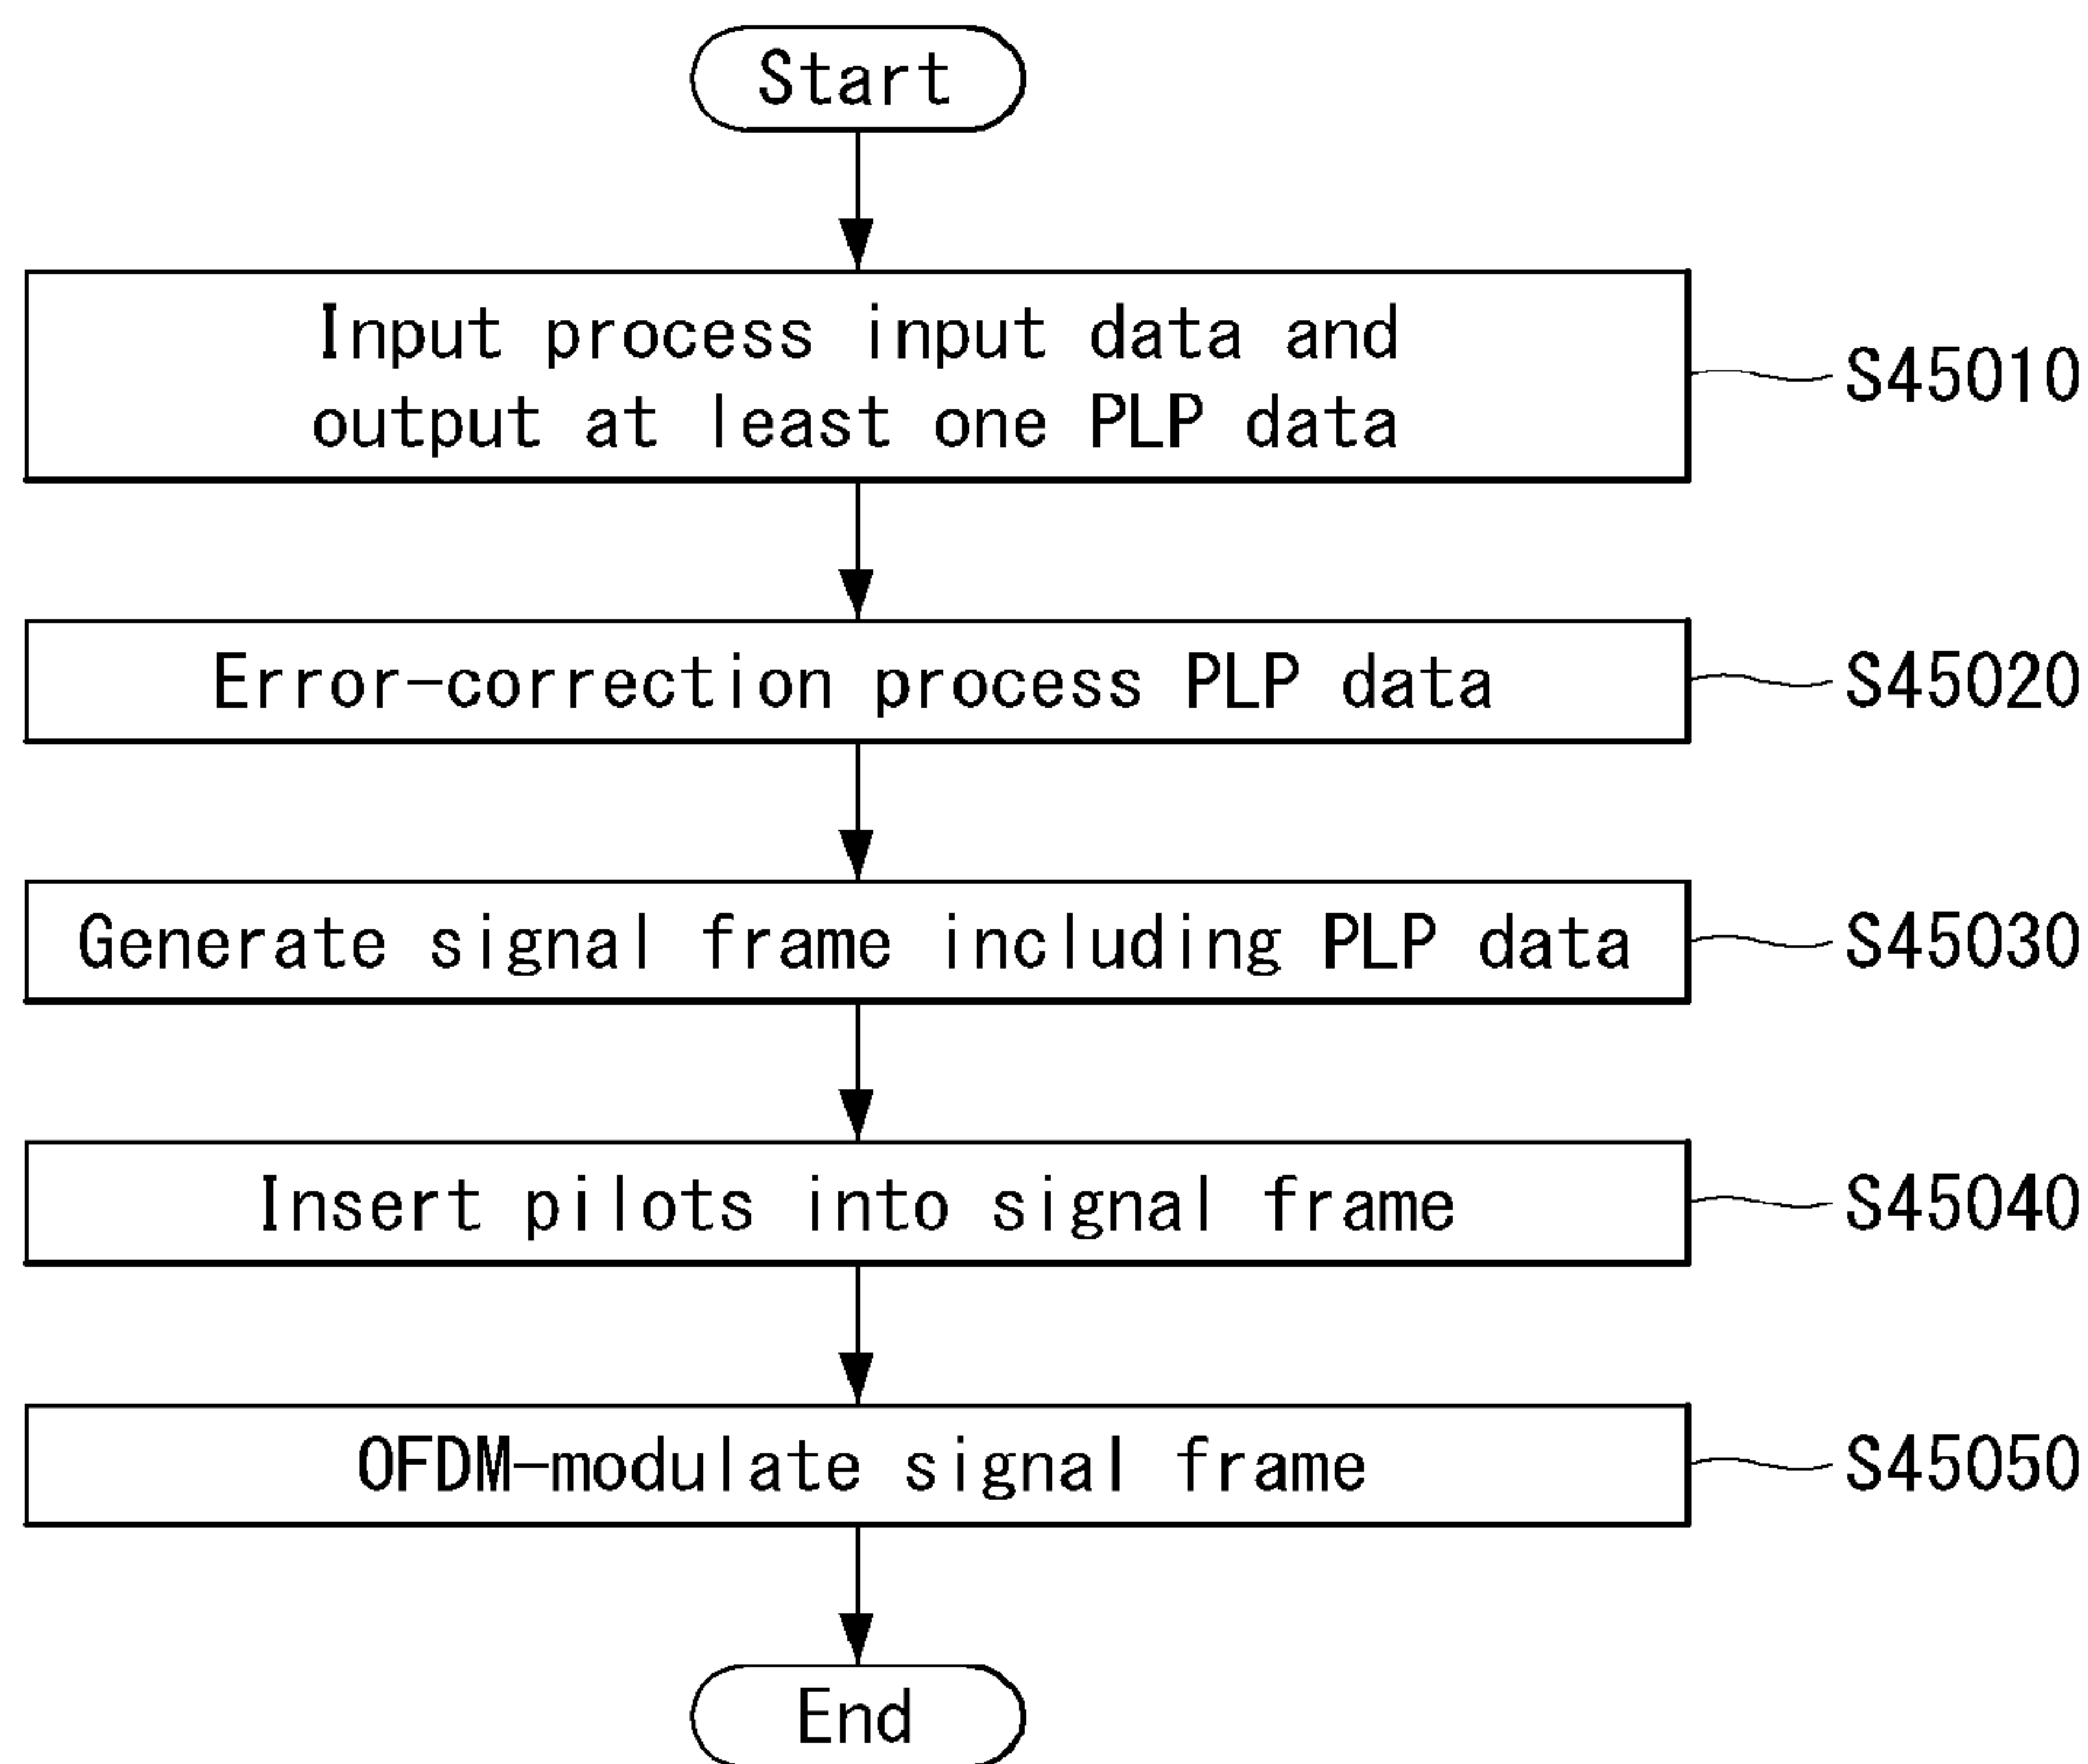 Start
Input process input data and
output at least one PLP data
S45010
Error-correction process PLP data
S45020
Generate signal frame including PLP data
S45030
Insert pilots into signal frame
S45040
OFDM-modulate signal frame
S45050
End